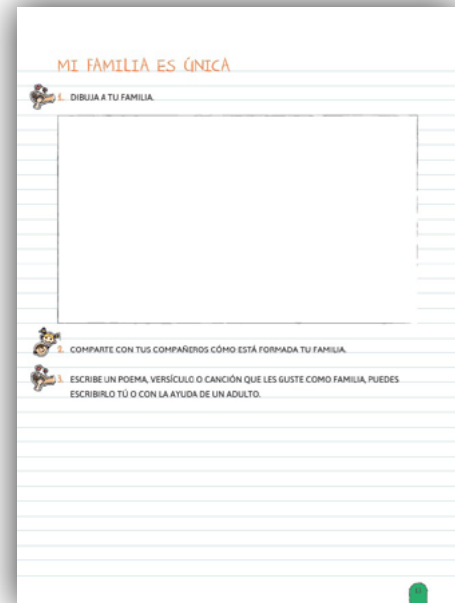 MI FAMILIA ES ÚNICA
1. DIBUJA A TU FAMILIA.
2. COMPARTE CON TUS COMPAÑEROS CÓMO ESTÁ FORMADA TU FAMILIA.
3. ESCRIBE UN POEMA, VERSÍCULO O CANCIÓN QUE LES GUSTE COMO FAMILIA, PUEDES
ESCRIBIRLO TÚ O CON LA AYUDA DE UN ADULTO.